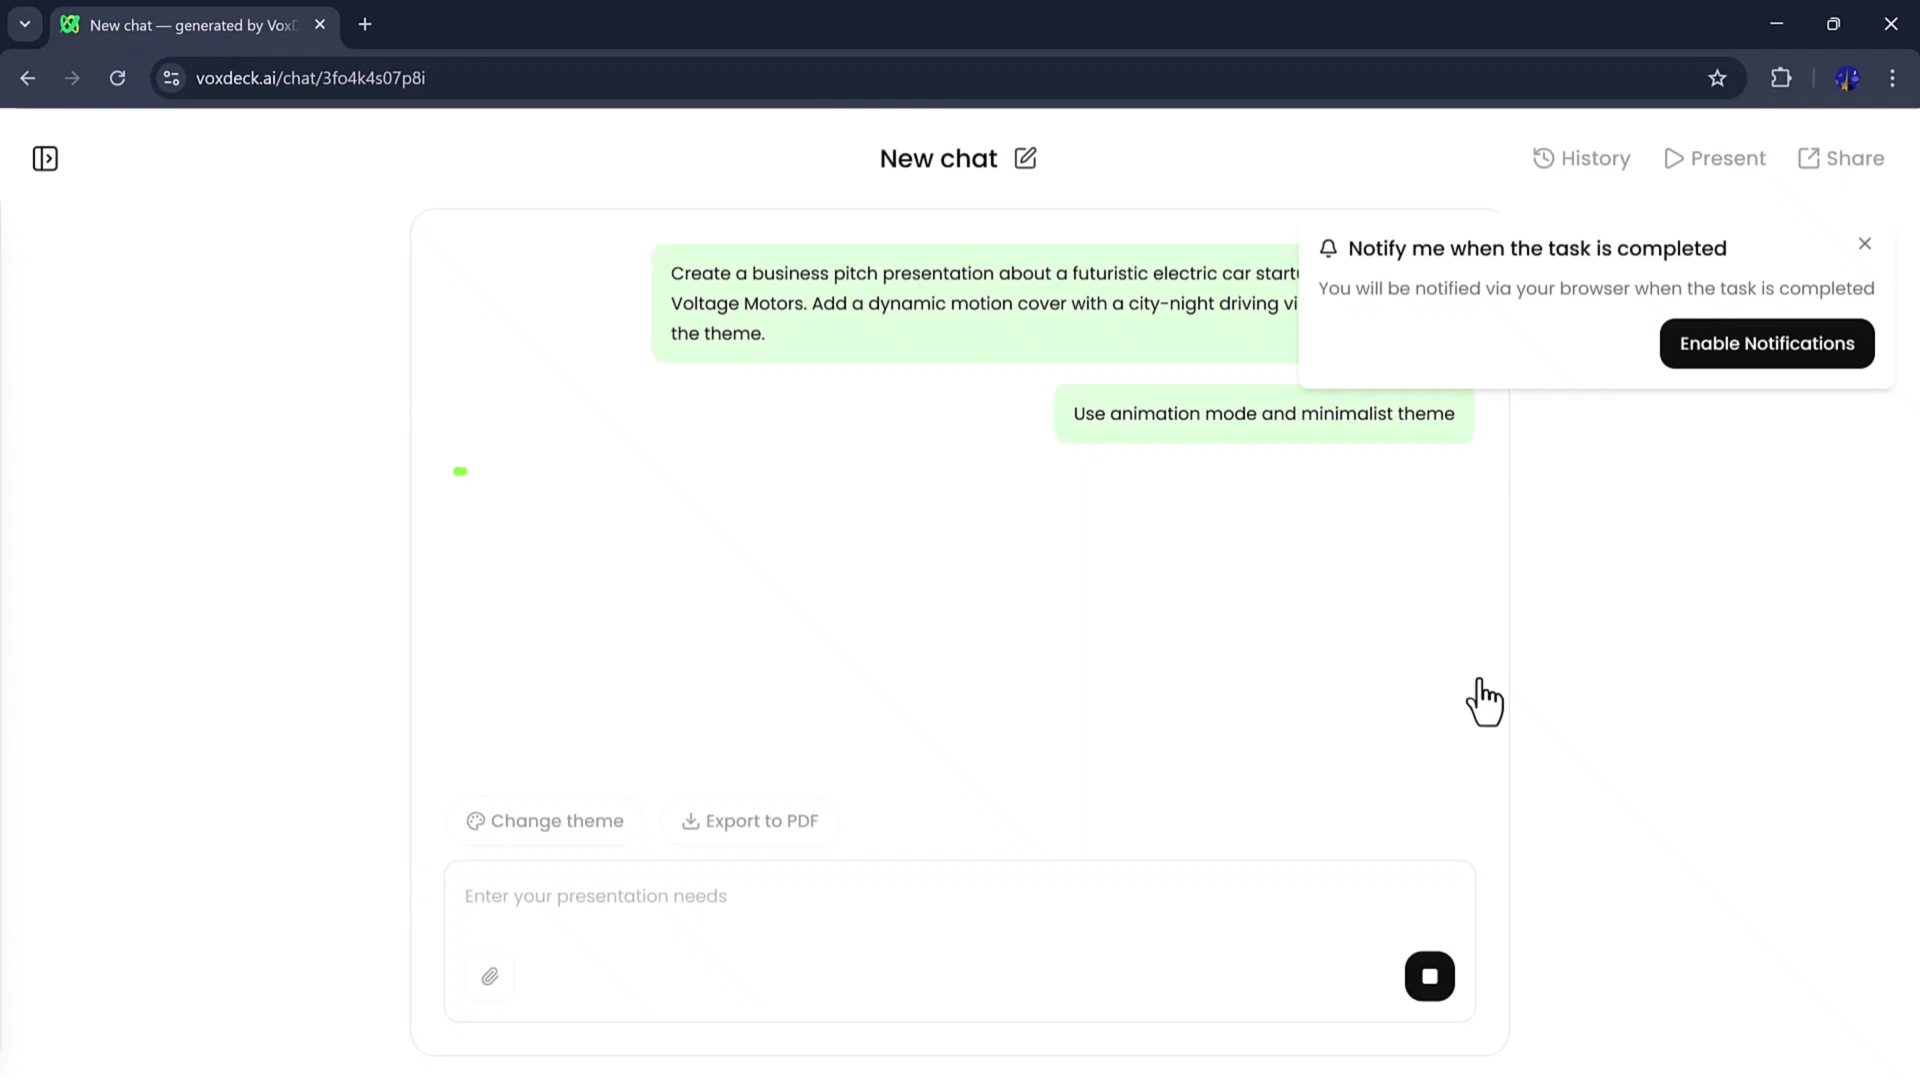 New chat — generated by Vox
voxdeck.ai/chat/3fo4k4s07p8i
New chat
History
Present
Share
Create a business pitch presentation about a futuristic electric car
Voltage Motors. Add a dynamic motion cover with a city-night driving
the theme.
Notify me when the task is completed
You will be notified via your browser when the task is completed
Enable Notifications
Use animation mode and minimalist theme
Change theme
Export to PDF
Enter your presentation needs